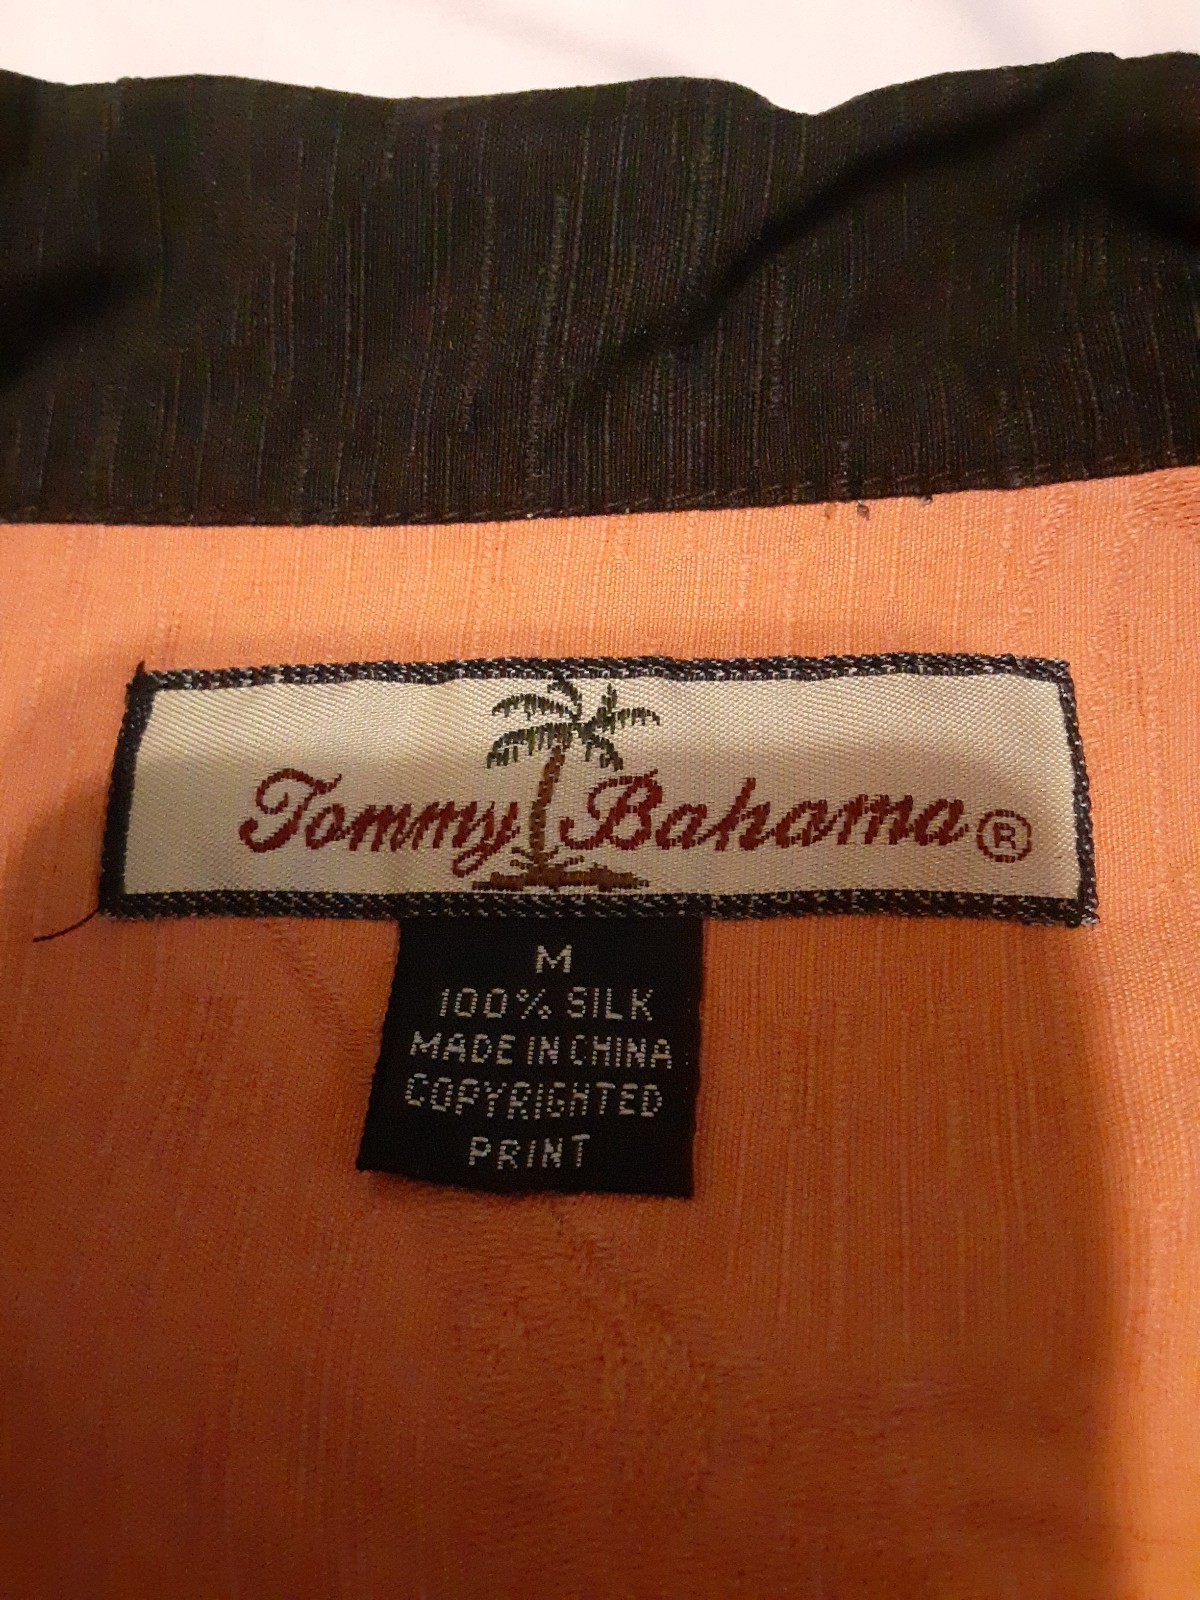 Tommy Bahama®
M
100% SILK
MADE IN CHINA
COPYRIGHTED
PRINT